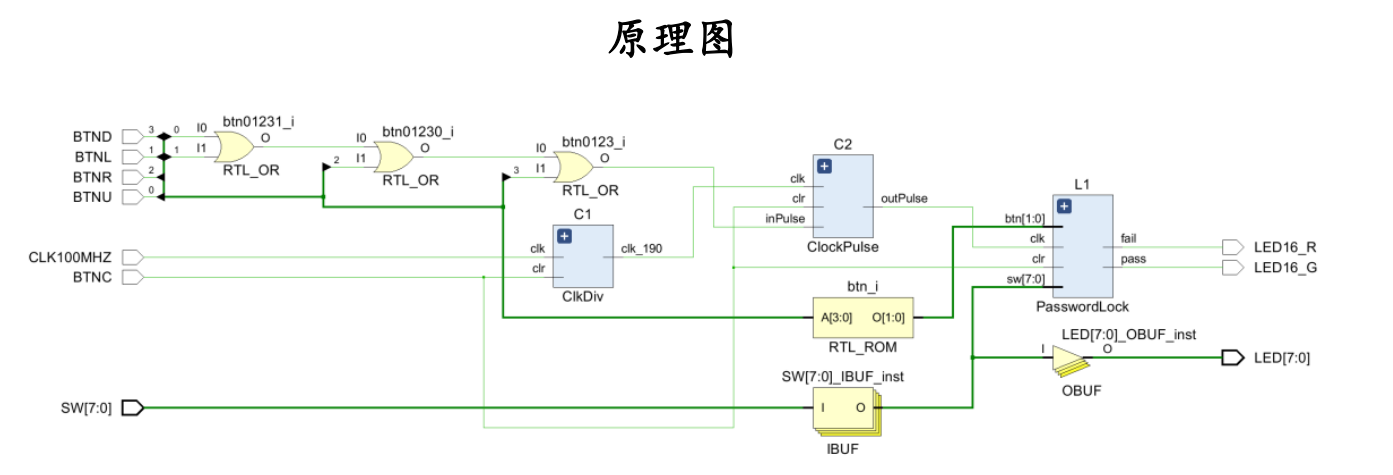 原理图
btn01231_i
btn01230_i
btn0123_i
BTND 3 0 I0 O
BTNL 1 1 I1
BTNR 2
BTNU 0
RTL_OR
I0 O
2 I1
RTL_OR
I0 O
3 I1
RTL_OR
C1
clk clk_190
clr
ClkDiv
CLK100MHZ
BTNC
C2
clk
clr outPulse
inPulse
ClockPulse
L1
btn[1:0]
clk fail
clr pass
sw[7:0]
PasswordLock
LED16_R
LED16_G
btn_i
A[3:0] O[1:0]
RTL_ROM
LED[7:0]_OBUF_inst
I O
OBUF
LED[7:0]
SW[7:0]_IBUF_inst
SW[7:0]
I O
IBUF